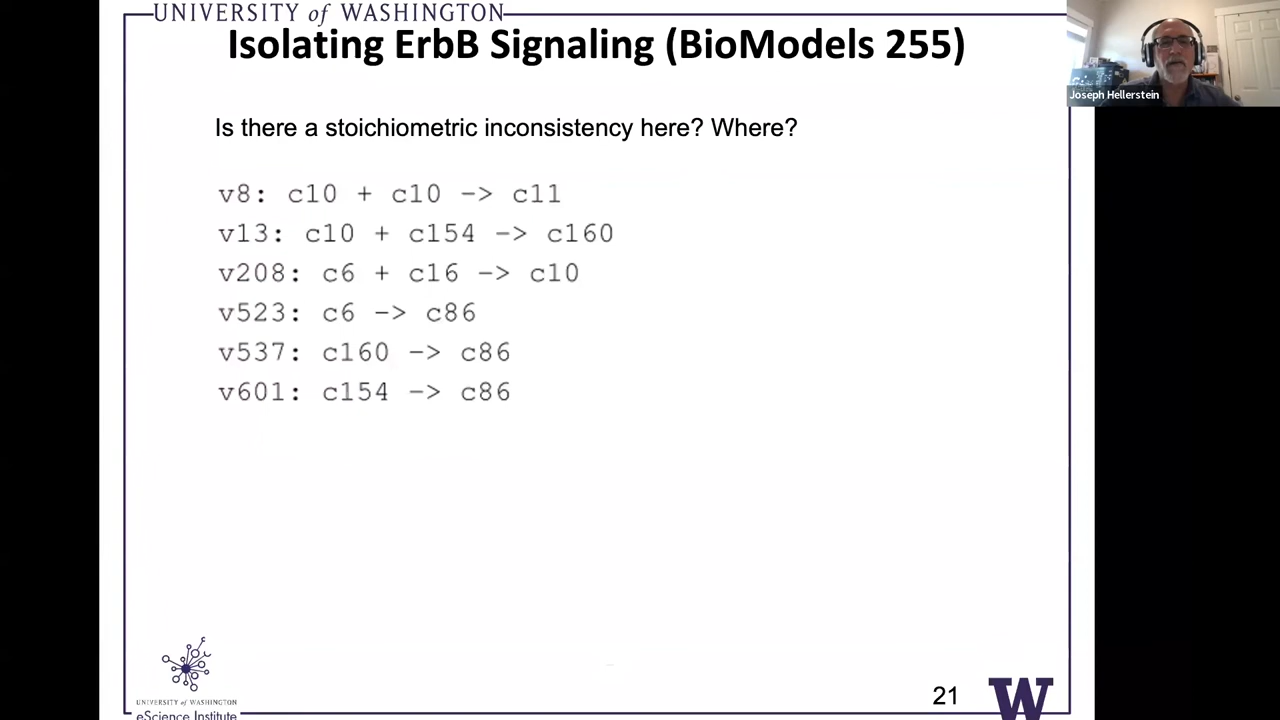 UNIVERSITY of WASHINGTON
Isolating ErbB Signaling (BioModels 255)
Joseph Hellerstein
Is there a stoichiometric inconsistency here? Where?
v8: c10 + c10 -> c11
v13: c10 + c154 -> c160
v208: c6 + c16 -> c10
v523: c6 -> c86
v537: c160 -> c86
v601: c154 -> c86
UNIVERSITY of WASHINGTON
eScience Institute
21
W